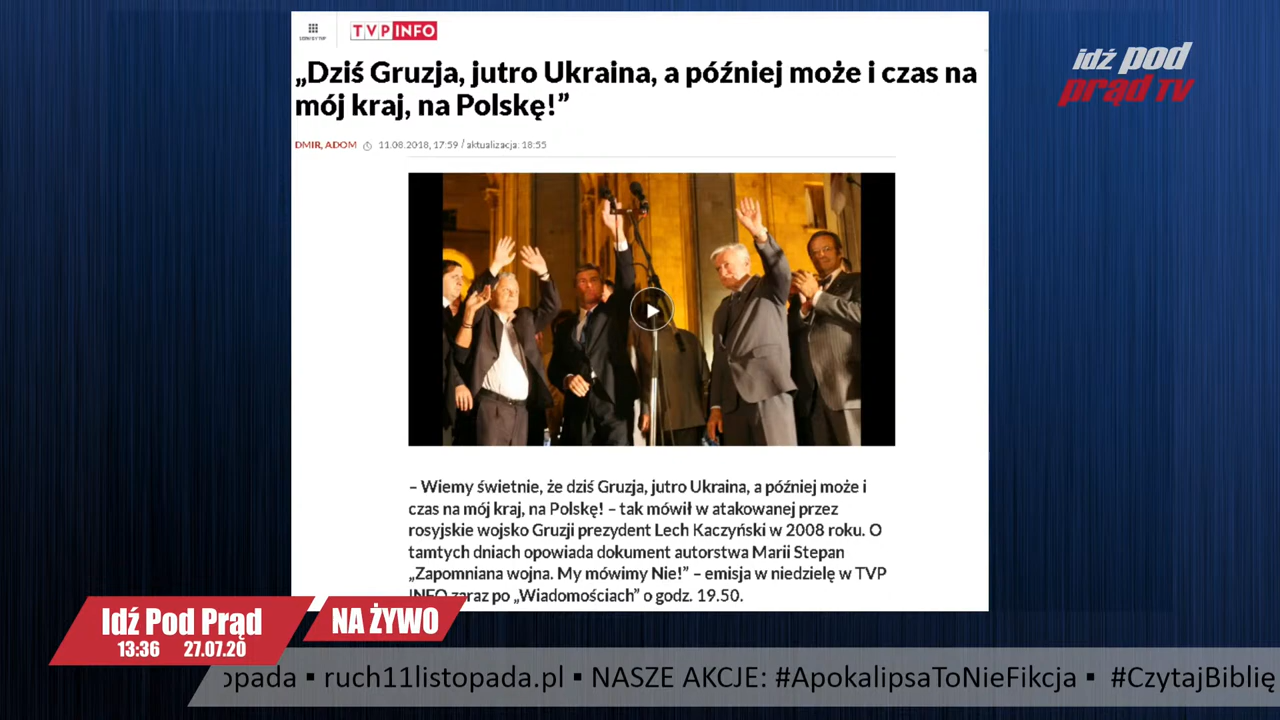 TVP INFO
idź pod
prąd TV
„Dziś Gruzja, jutro Ukraina, a później może i czas na
mój kraj, na Polskę!”
DMIR, ADOM 11.08.2018, 17:59 / aktualizacja: 18:55
– Wiemy świetnie, że dziś Gruzja, jutro Ukraina, a później może i
czas na mój kraj, na Polskę! – tak mówił w atakowanej przez
rosyjskie wojsko Gruzji prezydent Lech Kaczyński w 2008 roku. O
tamtych dniach opowiada dokument autorstwa Marii Stepan
„Zapomniana wojna. My mówimy Nie!” – emisja w niedzielę w TVP
INFO zaraz po „Wiadomościach” o godz. 19.50.
Idź Pod Prąd
NA ŻYWO
13:36 27.07.20
opada ▪ ruch11listopada.pl ▪ NASZE AKCJE: #ApokalipsaToNieFikcja ▪ #CzytajBiblię